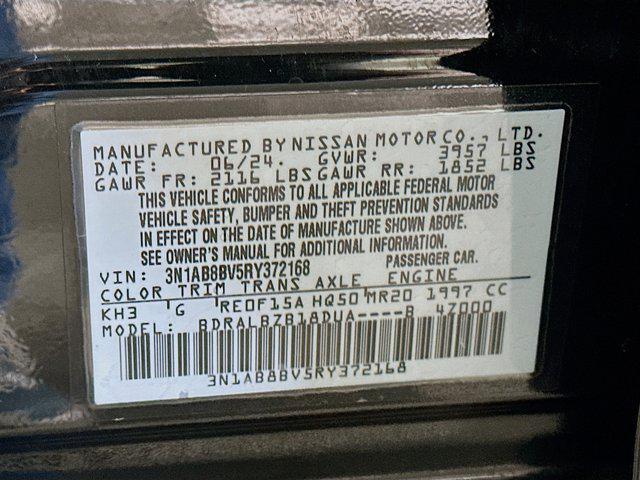 MANUFACTURED BY NISSAN MOTOR CO., LTD.
DATE: 06/24. GVWR: 3957 LBS
GAWR FR: 2116 LBS GAWR RR: 1852 LBS
THIS VEHICLE CONFORMS TO ALL APPLICABLE FEDERAL MOTOR
VEHICLE SAFETY, BUMPER AND THEFT PREVENTION STANDARDS
IN EFFECT ON THE DATE OF MANUFACTURE SHOWN ABOVE.
SEE OWNER'S MANUAL FOR ADDITIONAL INFORMATION.
VIN: 3N1AB8BV5RY372168 PASSENGER CAR.
COLOR TRIM TRANS AXLE ENGINE
KH3 G RE0F15A HQ50 MR20 1997 CC
MODEL: BDRALBZB18DUA----B 4Z000
3N1AB8BV5RY372168